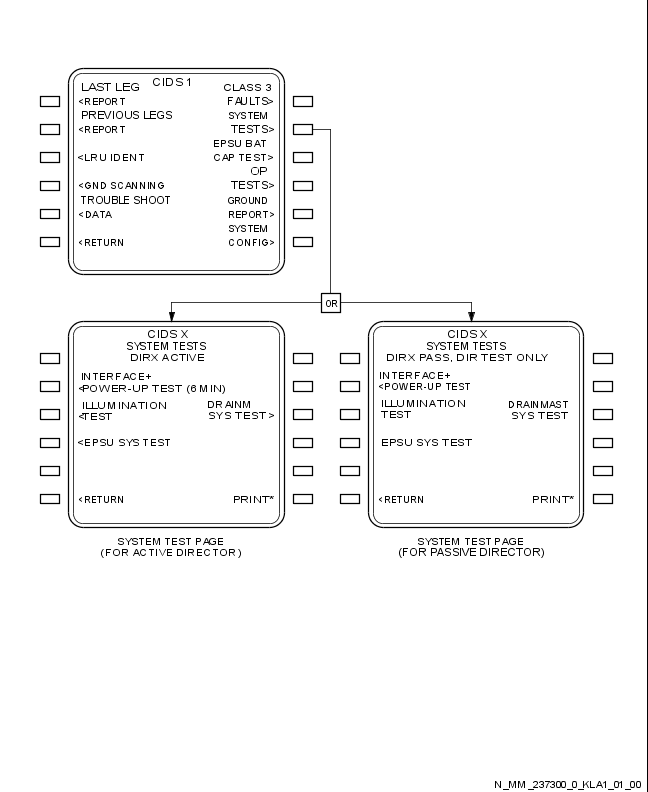 CIDS 1
LAST LEG CLASS 3
<REPORT FAULTS>
PREVIOUS LEGS SYSTEM
<REPORT TESTS>
EPSU BAT
<LRU IDENT CAP TEST>
OP
<GND SCANNING TESTS>
TROUBLE SHOOT GROUND
<DATA REPORT>
SYSTEM
<RETURN CONFIG>
OR
CIDS X
SYSTEM TESTS
DIRX ACTIVE
INTERFACE+
<POWER-UP TEST (6 MIN)
ILLUMINATION DRAINM
<TEST SYS TEST>
<EPSU SYS TEST
<RETURN PRINT*
SYSTEM TEST PAGE
(FOR ACTIVE DIRECTOR)
CIDS X
SYSTEM TESTS
DIRX PASS, DIR TEST ONLY
INTERFACE+
<POWER-UP TEST
ILLUMINATION DRAINMAST
TEST SYS TEST
EPSU SYS TEST
<RETURN PRINT*
SYSTEM TEST PAGE
(FOR PASSIVE DIRECTOR)
N_MM_237300_0_KLA1_01_00